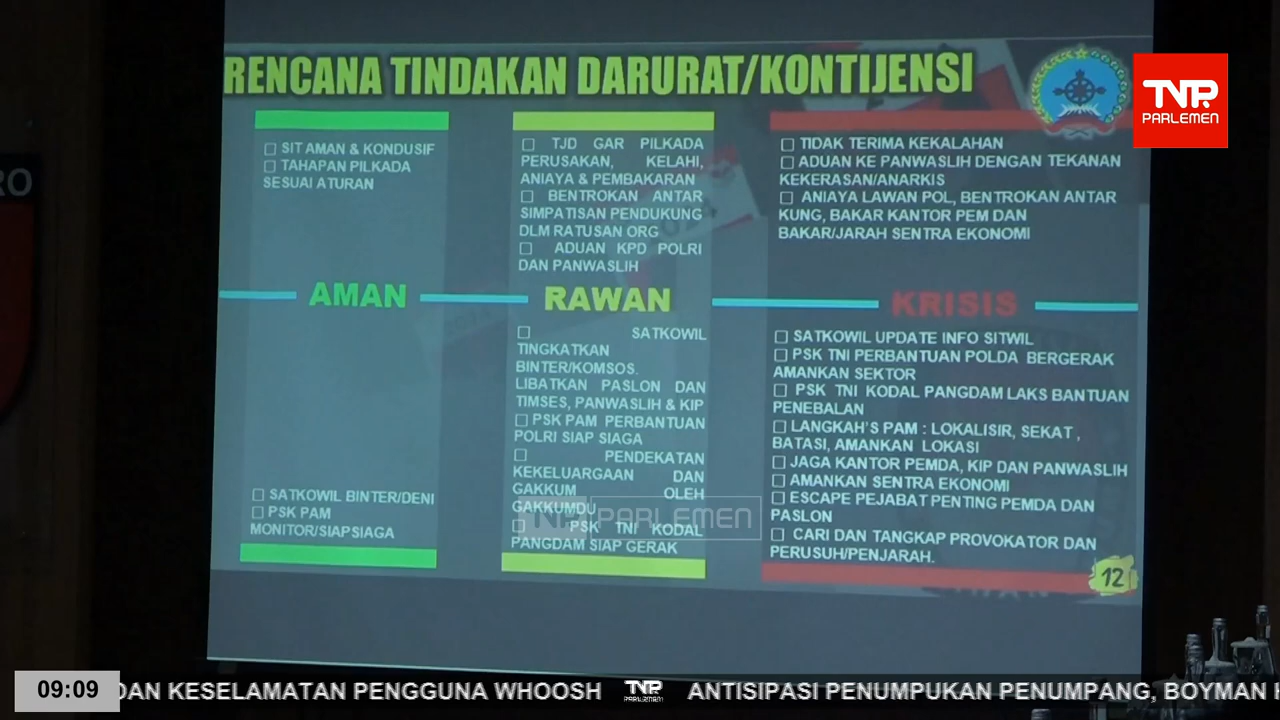 RENCANA TINDAKAN DARURAT/KONTIJENSI
TVR
PARLEMEN
RO
☐ SIT AMAN & KONDUSIF
☐ TAHAPAN PILKADA
SESUAI ATURAN
☐ TJD GAR PILKADA
PERUSAKAN, KELAHI,
ANIAYA & PEMBAKARAN
☐ BENTROKAN ANTAR
SIMPATISAN PENDUKUNG
DLM RATUSAN ORG
☐ ADUAN KPD POLRI
DAN PANWASLIH
☐ TIDAK TERIMA KEKALAHAN
☐ ADUAN KE PANWASLIH DENGAN TEKANAN
KEKERASAN/ANARKIS
☐ ANIAYA LAWAN POL, BENTROKAN ANTAR
KUNG, BAKAR KANTOR PEM DAN
BAKAR/JARAH SENTRA EKONOMI
AMAN
RAWAN
KRISIS
☐ SATKOWIL BINTER/DENI
☐ PSK PAM
MONITOR/SIAPSIAGA
☐ SATKOWIL
TINGKATKAN
BINTER/KOMSOS.
LIBATKAN PASLON DAN
TIMSES, PANWASLIH & KIP
☐ PSK PAM PERBANTUAN
POLRI SIAP SIAGA
☐ PENDEKATAN
KEKELUARGAAN DAN
GAKKUM OLEH
GAKKUMDU
☐ PSK TNI KODAL
PANGDAM SIAP GERAK
☐ SATKOWIL UPDATE INFO SITWIL
☐ PSK TNI PERBANTUAN POLDA BERGERAK
AMANKAN SEKTOR
☐ PSK TNI KODAL PANGDAM LAKS BANTUAN
PENEBALAN
☐ LANGKAH'S PAM : LOKALISIR, SEKAT ,
BATASI, AMANKAN LOKASI
☐ JAGA KANTOR PEMDA, KIP DAN PANWASLIH
☐ AMANKAN SENTRA EKONOMI
☐ ESCAPE PEJABAT PENTING PEMDA DAN
PASLON
☐ CARI DAN TANGKAP PROVOKATOR DAN
PERUSUH/PENJARAH.
12
PARLEMEN
09:09 DAN KESELAMATAN PENGGUNA WHOOSH TVR PARLEMEN ANTISIPASI PENUMPUKAN PENUMPANG, BOYMAN